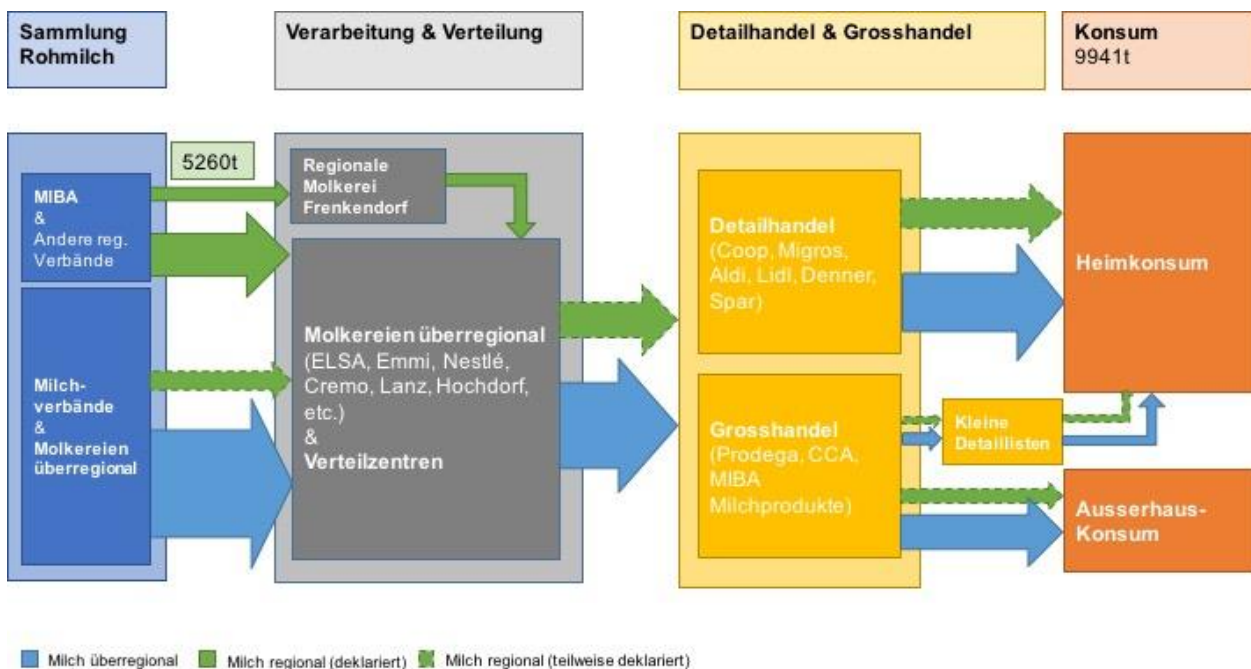 Sammlung
Rohmilch
Verarbeitung & Verteilung
Detailhandel & Grosshandel
Konsum
9941t
5260t
MIBA
&
Andere reg.
Verbände
Milch-
verbände
&
Molkereien
überregional
Regionale
Molkerei
Frenkendorf
Molkereien überregional
(ELSA, Emmi, Nestlé,
Cremo, Lanz, Hochdorf,
etc.)
&
Verteilzentren
Detailhandel
(Coop, Migros,
Aldi, Lidl, Denner,
Spar)
Grosshandel
(Prodega, CCA,
MIBA
Milchprodukte)
Kleine
Detaillisten
Heimkonsum
Ausserhaus-
Konsum
Milch überregional
Milch regional (deklariert)
Milch regional (teilweise deklariert)